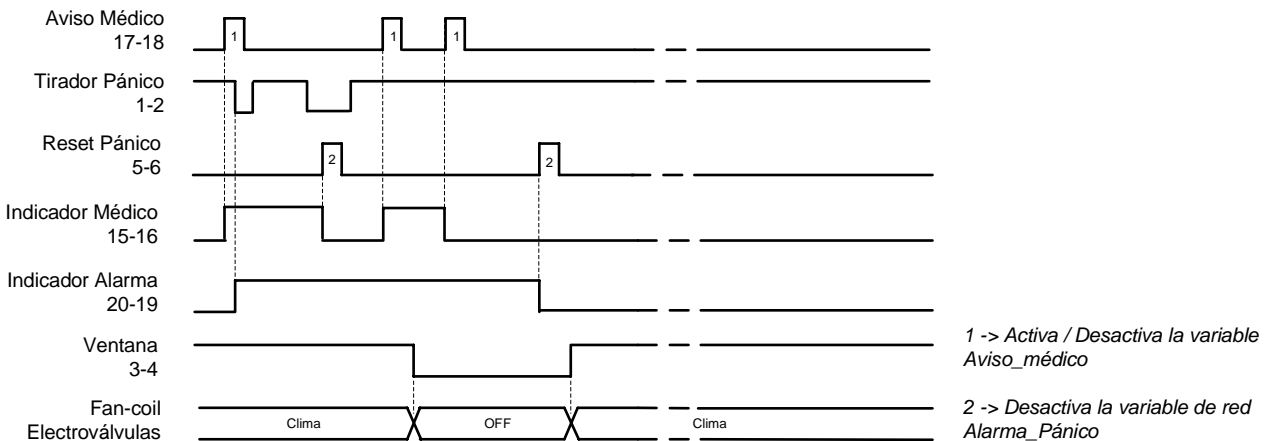 Aviso Médico
17-18
1
1
1
Tirador Pánico
1-2
Reset Pánico
5-6
2
2
Indicador Médico
15-16
Indicador Alarma
20-19
Ventana
3-4
1 -> Activa / Desactiva la variable
Aviso_médico
Fan-coil
Electroválvulas
Clima
OFF
Clima
2 -> Desactiva la variable de red
Alarma_Pánico